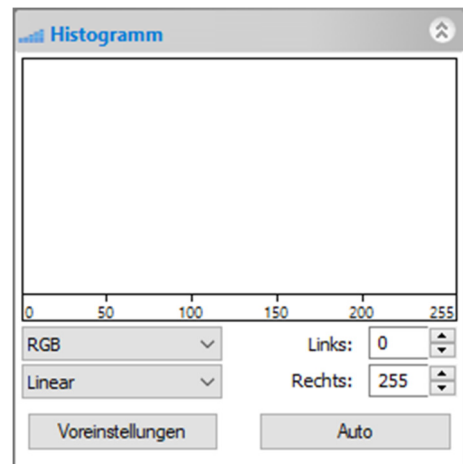 Histogramm
0 50 100 150 200 255
RGB Links: 0
Linear Rechts: 255
Voreinstellungen Auto